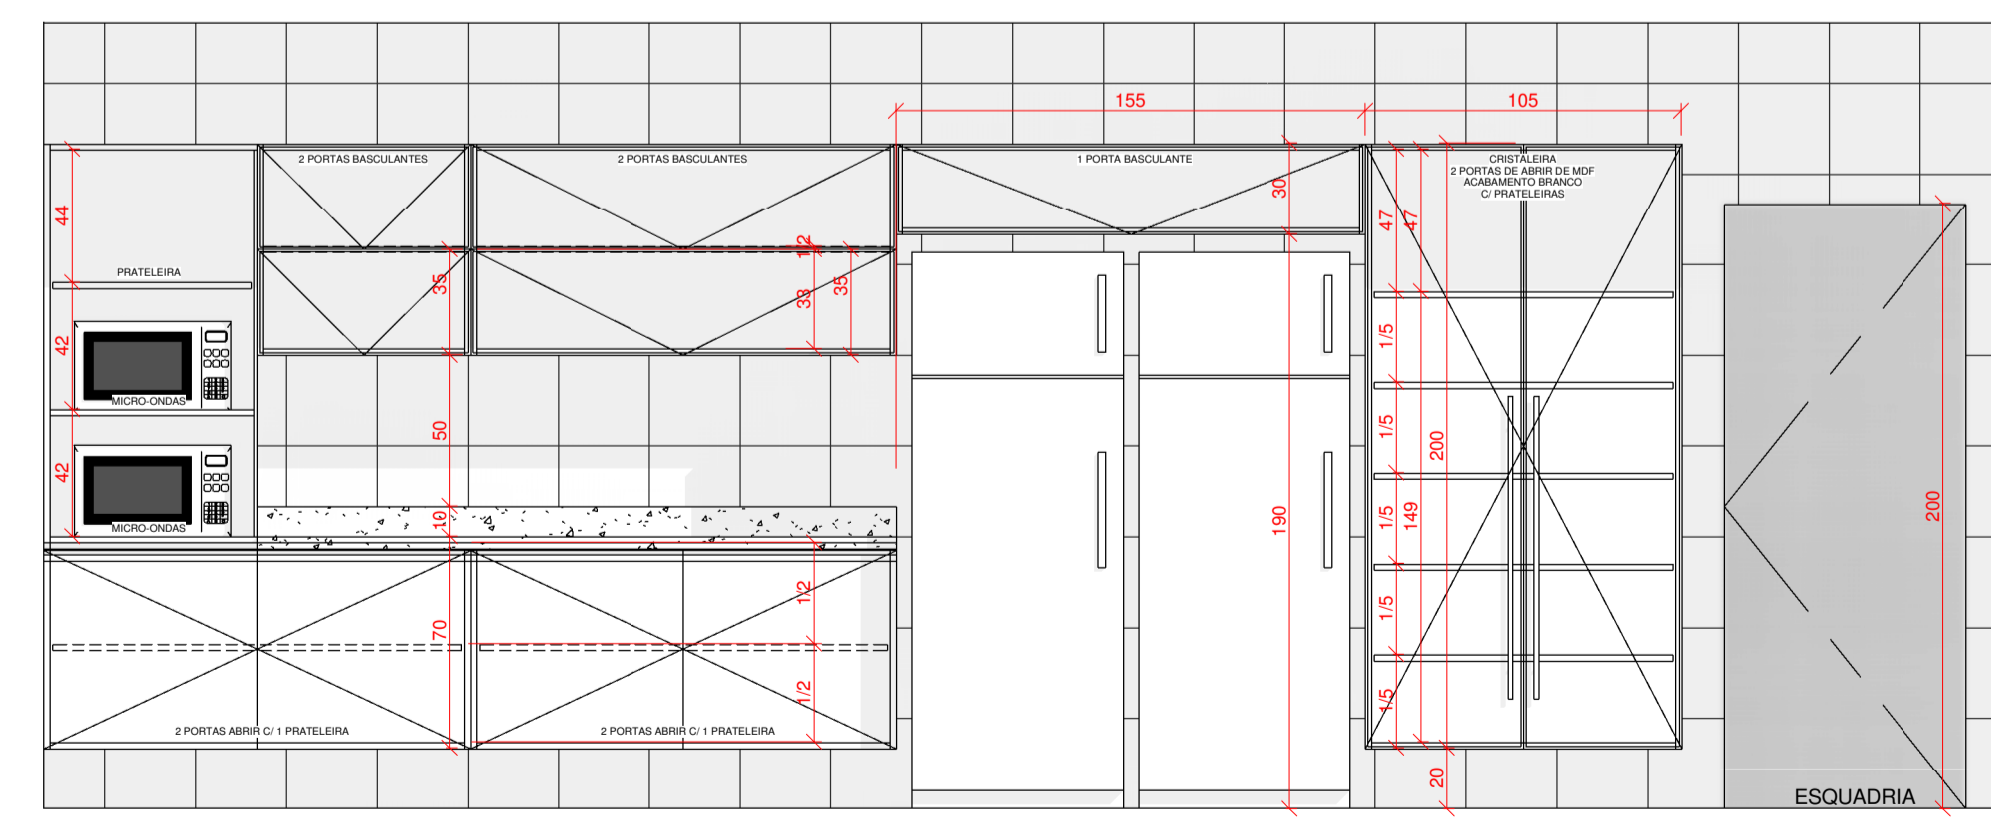 155
105
2 PORTAS BASCULANTES
2 PORTAS BASCULANTES
1 PORTA BASCULANTE
CRISTALEIRA
2 PORTAS DE ABRIR DE MDF
ACABAMENTO BRANCO
C/ PRATELEIRAS
44
30
47
47
PRATELEIRA
35
33
35
42
MICRO-ONDAS
1/5
50
1/5
200
42
MICRO-ONDAS
10
190
1/5
149
200
1/2
1/5
70
1/2
1/5
2 PORTAS ABRIR C/ 1 PRATELEIRA
2 PORTAS ABRIR C/ 1 PRATELEIRA
20
ESQUADRIA